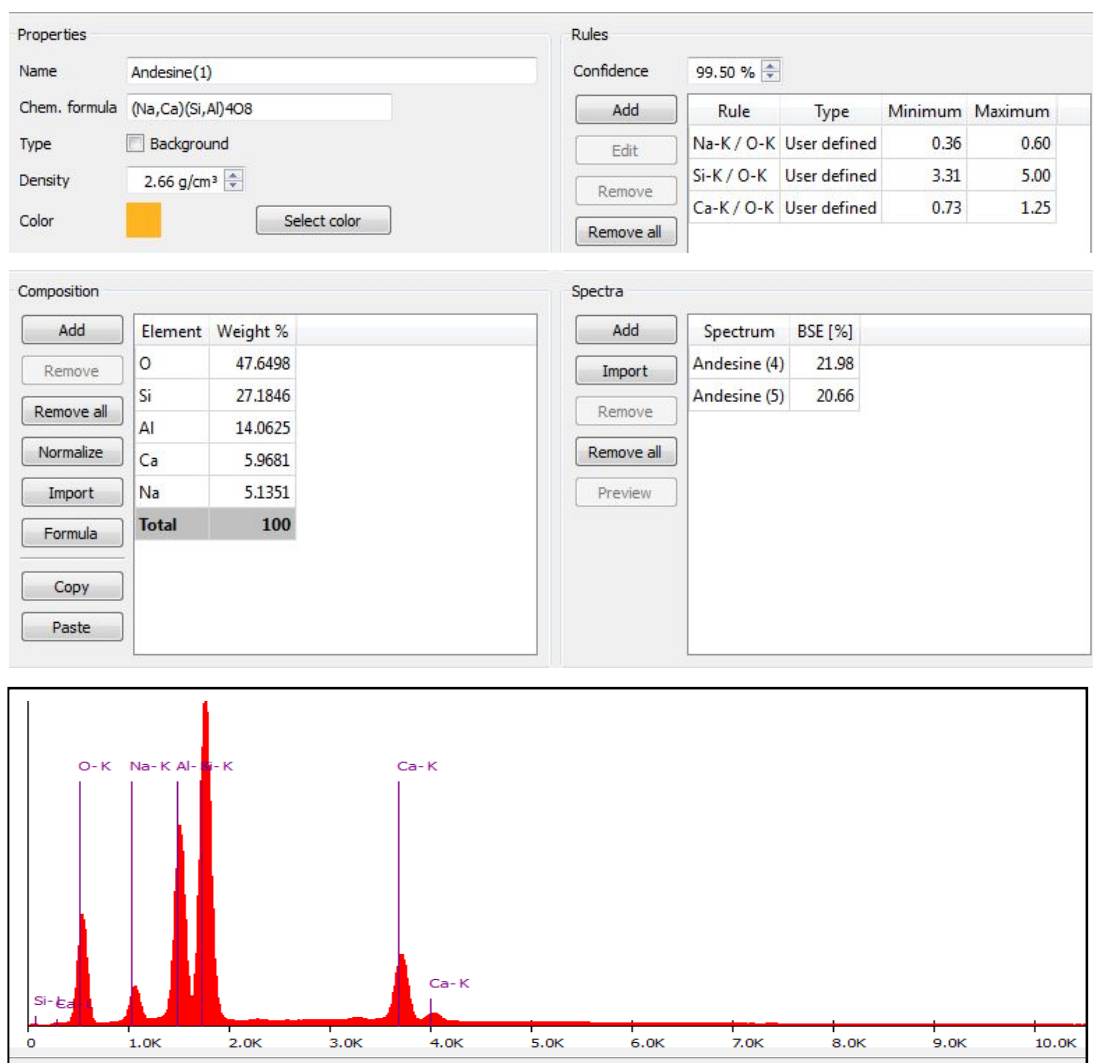 Properties
Name Andesine(1)
Chem. formula (Na,Ca)(Si,Al)4O8
Type Background
Density 2.66 g/cm³
Color Select color
Rules
Confidence 99.50 %
Add
Edit
Remove
Remove all
Rule Type Minimum Maximum
Na-K / O-K User defined 0.36 0.60
Si-K / O-K User defined 3.31 5.00
Ca-K / O-K User defined 0.73 1.25
Composition
Add
Remove
Remove all
Normalize
Import
Formula
Copy
Paste
Element Weight %
O 47.6498
Si 27.1846
Al 14.0625
Ca 5.9681
Na 5.1351
Total 100
Spectra
Add
Import
Remove
Remove all
Preview
Spectrum BSE [%]
Andesine (4) 21.98
Andesine (5) 20.66
O-K Na-K Al- Si-K Ca-K
Ca-K
Si-L Ca
0 1.0K 2.0K 3.0K 4.0K 5.0K 6.0K 7.0K 8.0K 9.0K 10.0K